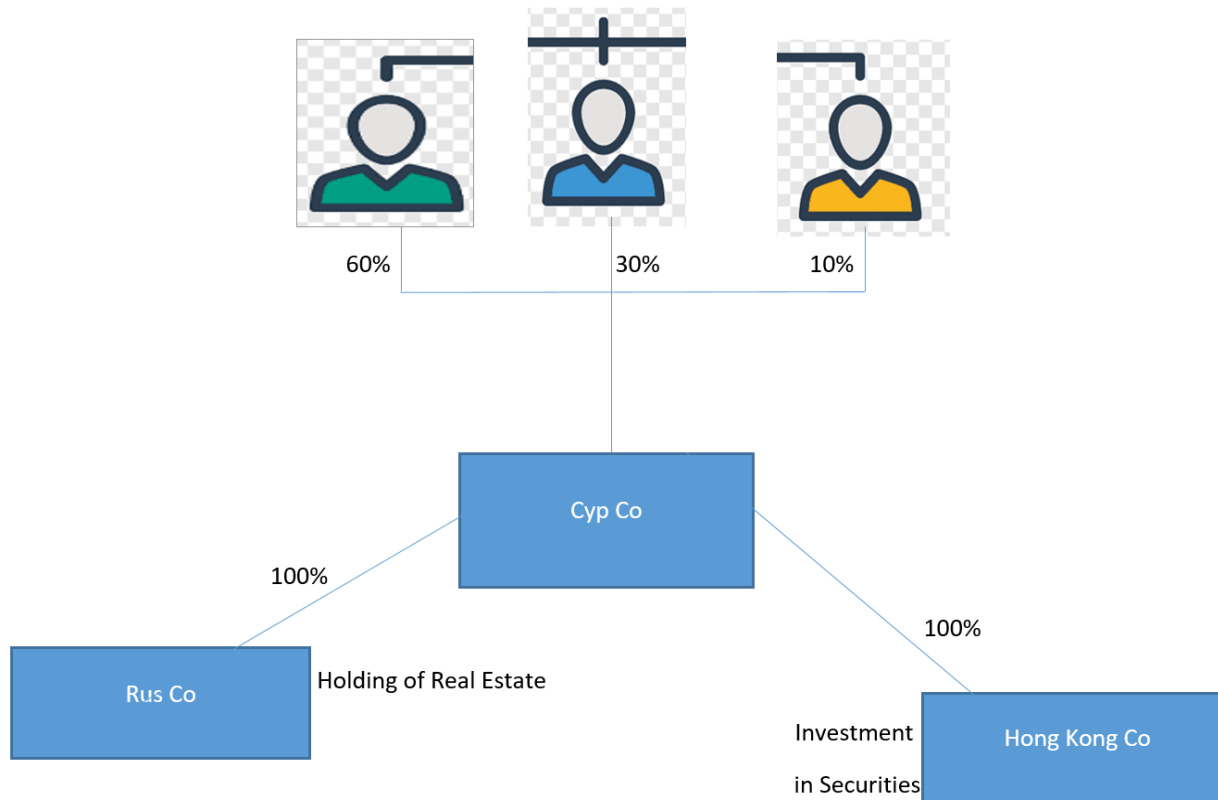 60%
30%
10%
Cyp Co
100%
100%
Rus Co
Holding of Real Estate
Investment
in Securities
Hong Kong Co